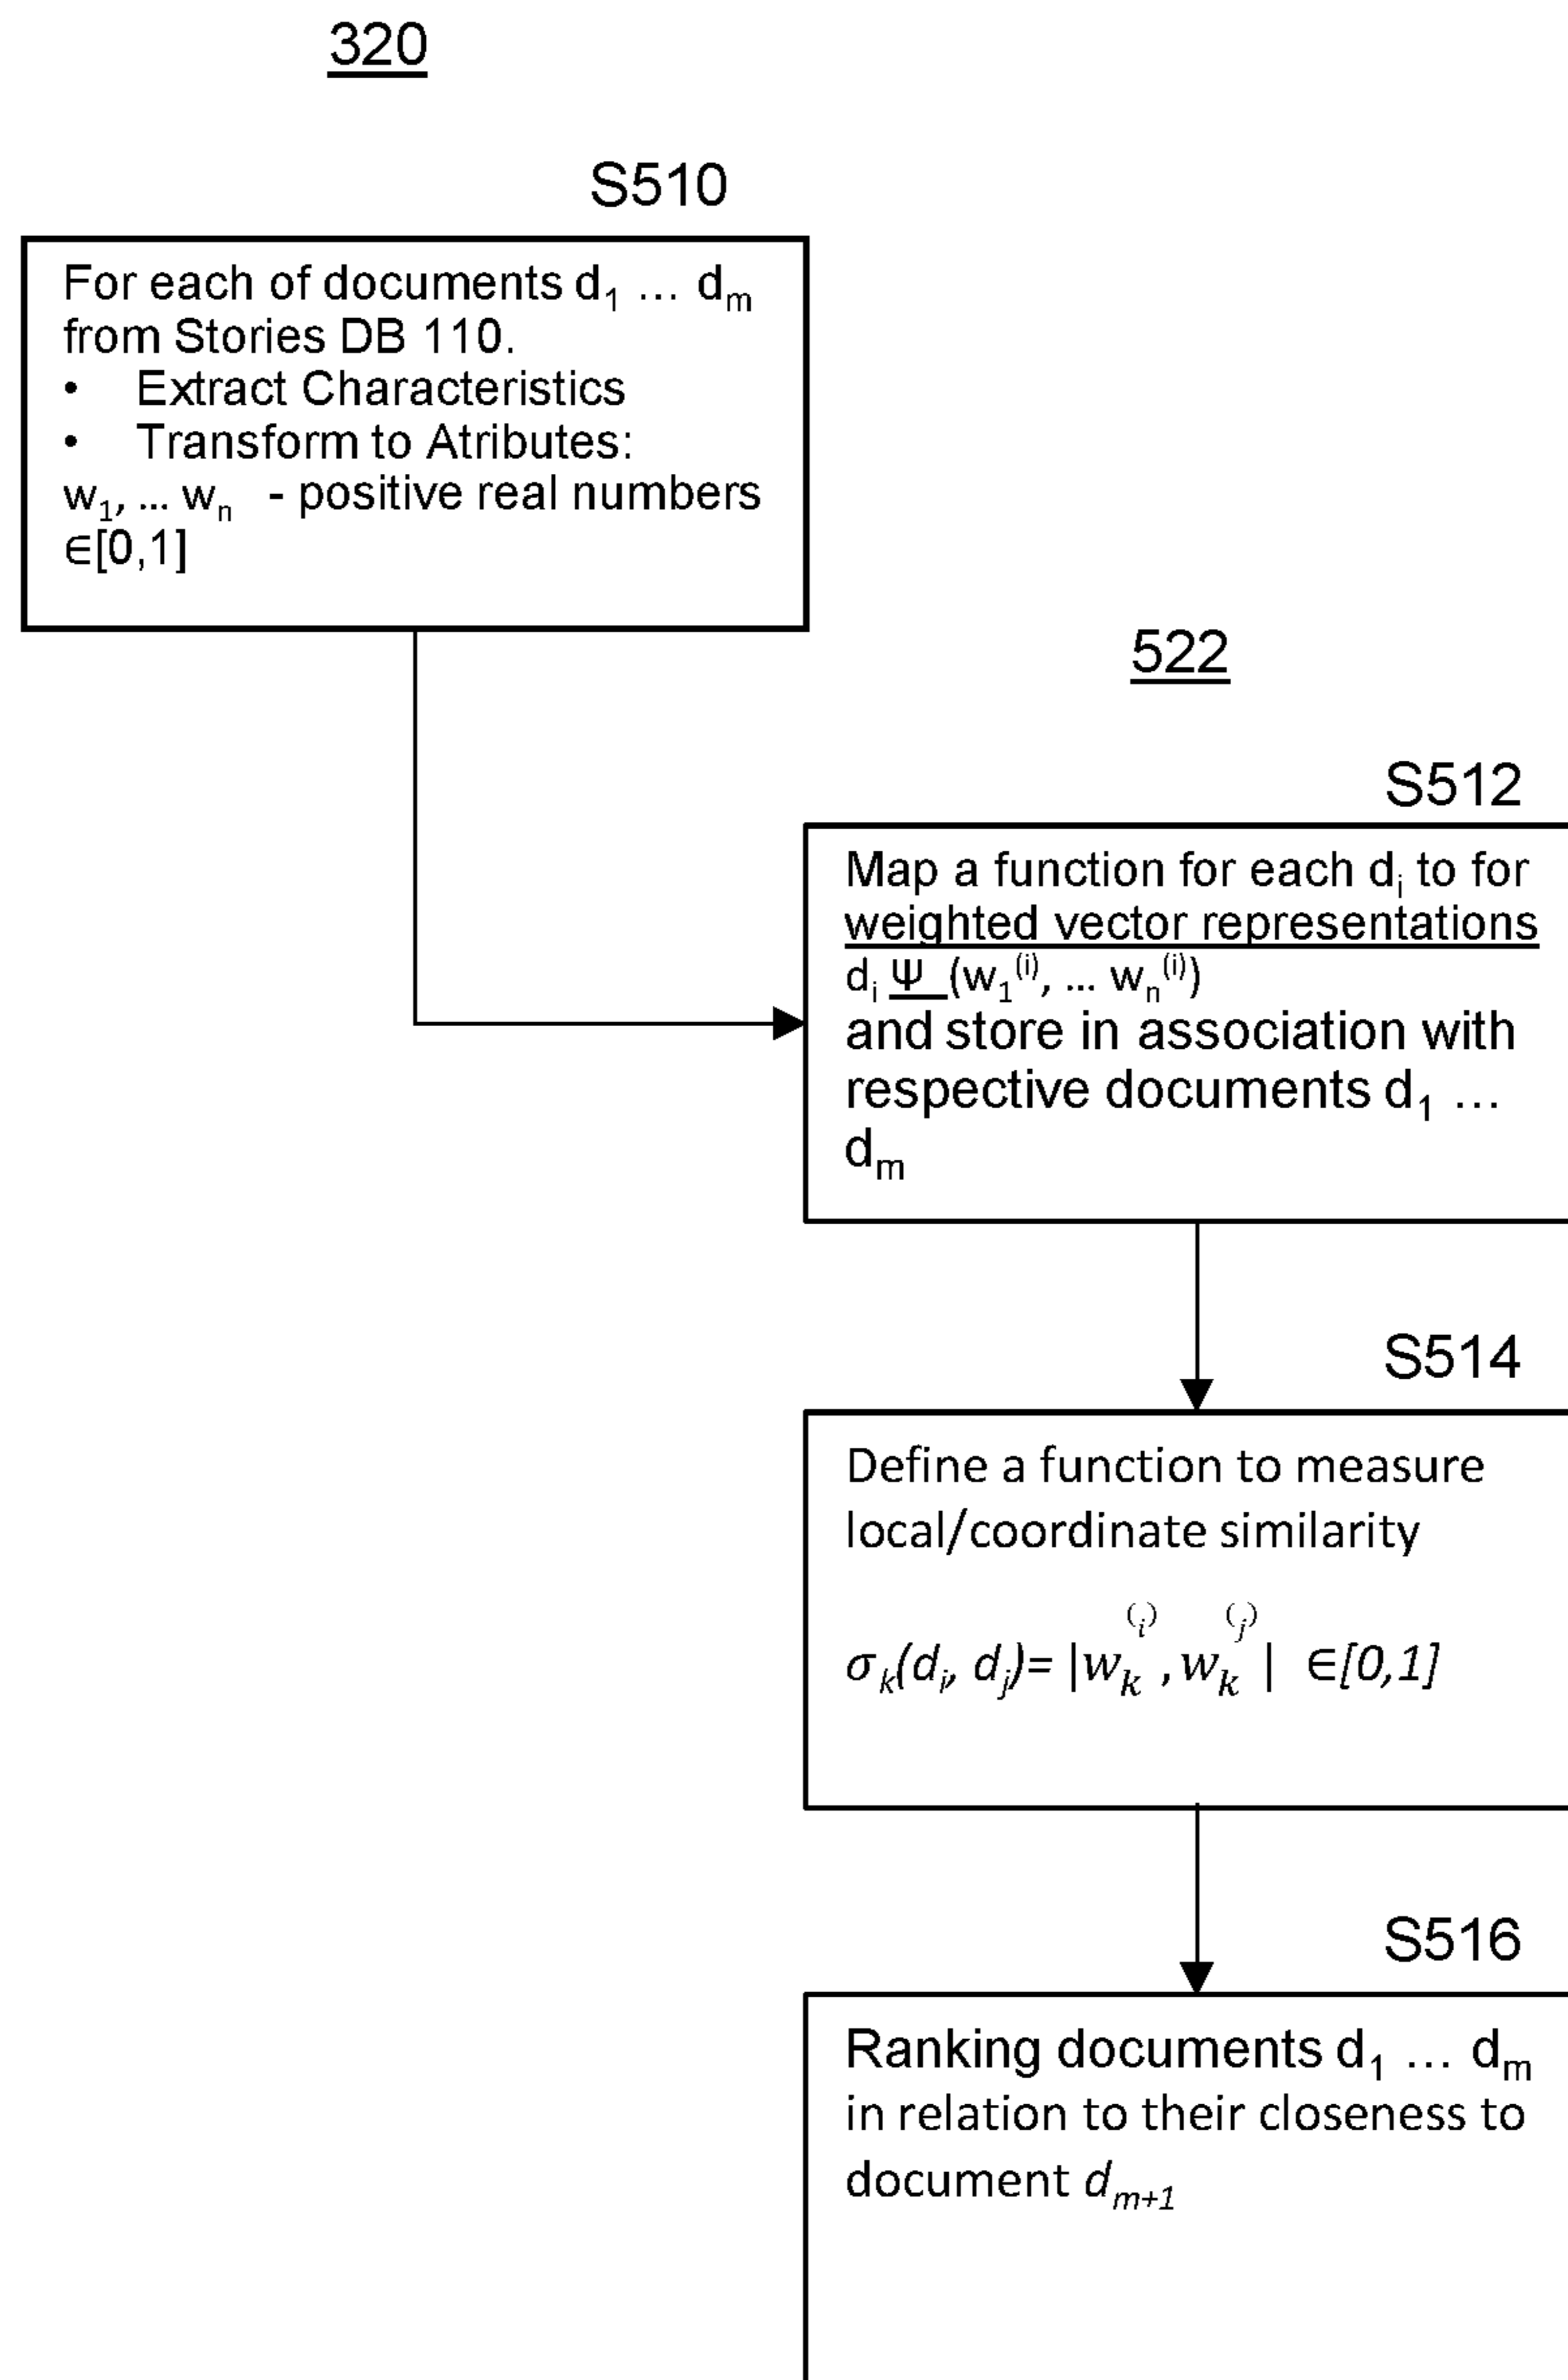 320
S510
For each of documents d₁ ... dₘ
from Stories DB 110.
• Extract Characteristics
• Transform to Atributes:
w₁, ... wₙ - positive real numbers
∈[0,1]
522
S512
Map a function for each dᵢ to for
weighted vector representations
dᵢ Ψ (w₁⁽ⁱ⁾, ... wₙ⁽ⁱ⁾)
and store in association with
respective documents d₁ ...
dₘ
S514
Define a function to measure
local/coordinate similarity
σₖ(dᵢ, dⱼ)= |wₖ⁽ⁱ⁾, wₖ⁽ʲ⁾| ∈[0,1]
S516
Ranking documents d₁ ... dₘ
in relation to their closeness to
document dₘ₊₁